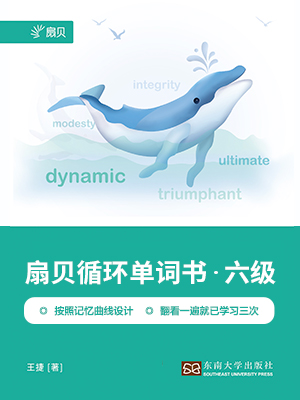 扇贝
integrity
modesty
ultimate
dynamic
triumphant
扇贝循环单词书·六级
按照记忆曲线设计 翻看一遍就已学习三次
王捷 [著]
东南大学出版社
SOUTHEAST UNIVERSITY PRESS